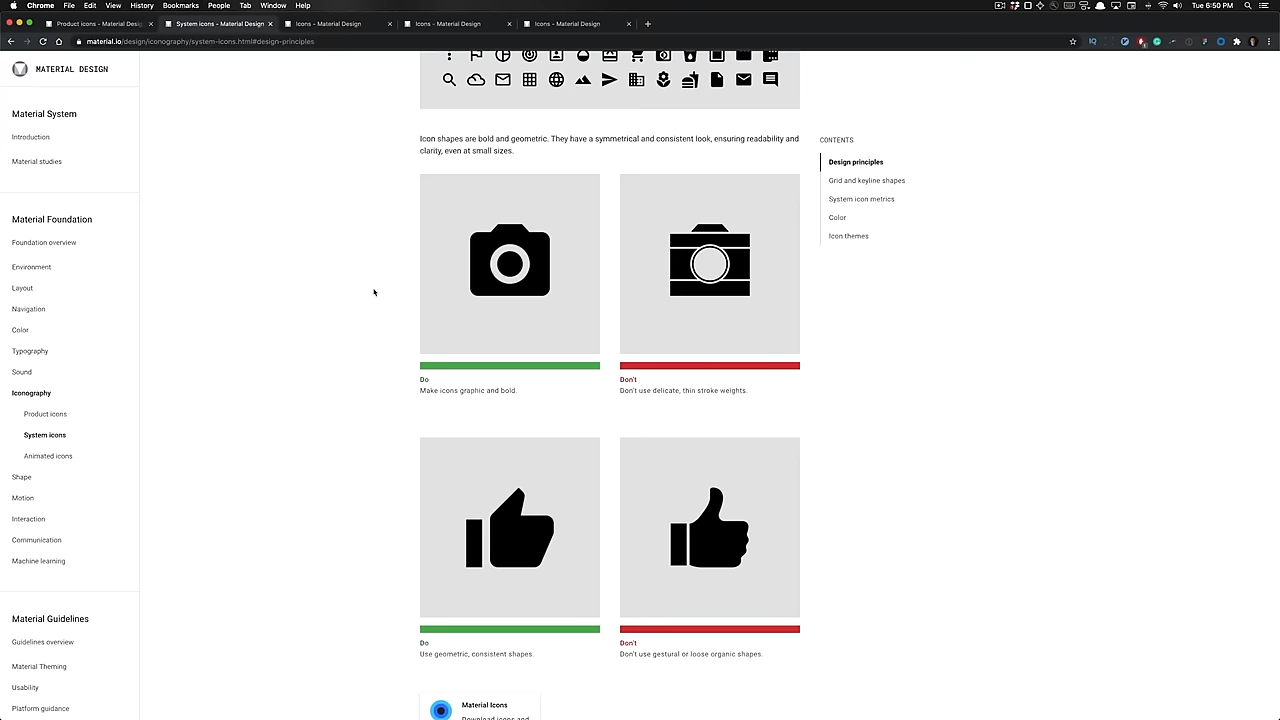 Chrome File Edit View History Bookmarks People Tab Window Help
Tue 6:50 PM
Product icons – Material Desi
System icons – Material Design
Icons – Material Design
Icons – Material Design
Icons – Material Design
material.io/design/iconography/system-icons.html#design-principles
MATERIAL DESIGN
Material System
Introduction
Material studies
Material Foundation
Foundation overview
Environment
Layout
Navigation
Color
Typography
Sound
Iconography
Product icons
System icons
Animated icons
Shape
Motion
Interaction
Communication
Machine learning
Material Guidelines
Guidelines overview
Material Theming
Usability
Platform guidance
Icon shapes are bold and geometric. They have a symmetrical and consistent look, ensuring readability and
clarity, even at small sizes.
Do
Make icons graphic and bold.
Don't
Don't use delicate, thin stroke weights.
Do
Use geometric, consistent shapes.
Don't
Don't use gestural or loose organic shapes.
Material Icons
Download icons and
CONTENTS
Design principles
Grid and keyline shapes
System icon metrics
Color
Icon themes